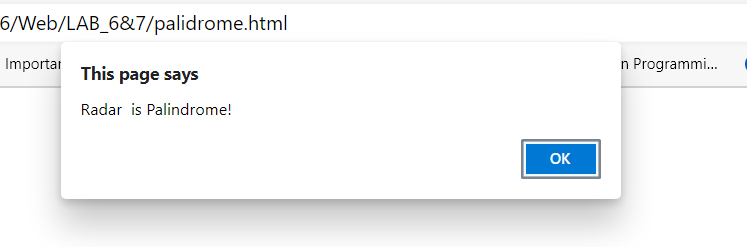 6/Web/LAB_6&7/palidrome.html
Importa
n Programmi...
This page says
Radar  is Palindrome!
OK